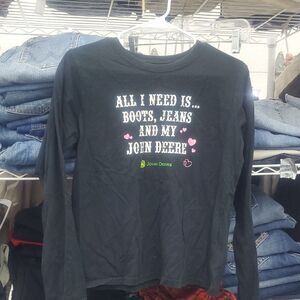 ALL I NEED IS...
BOOTS, JEANS
AND MY
JOHN DEERE
JOHN DEERE